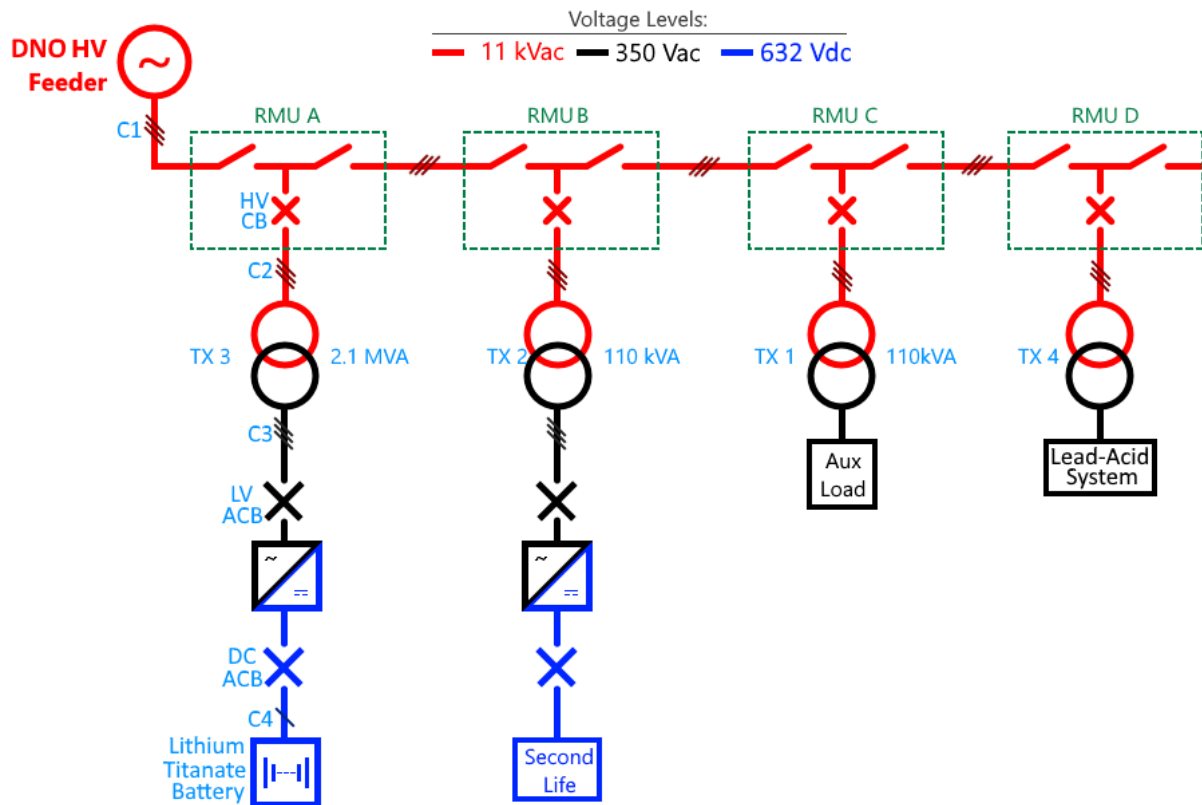 Voltage Levels:
11 kVac 350 Vac 632 Vdc
DNO HV
Feeder
~
C1
RMU A
RMU B
RMU C
RMU D
HV
CB
C2
TX 3
2.1 MVA
TX 2
110 kVA
TX 1
110kVA
TX 4
C3
Aux
Load
Lead-Acid
System
LV
ACB
~
~
DC
ACB
C4
Lithium
Titanate
Battery
Second
Life